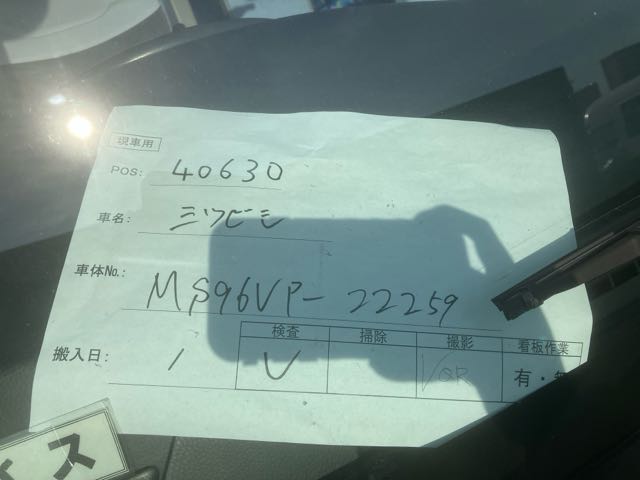 現車用
POS: 40630
車名: ミツビシ
車体No.: MS96VP-22259
検査 掃除 撮影 看板作業
搬入日: / V 有・
ス